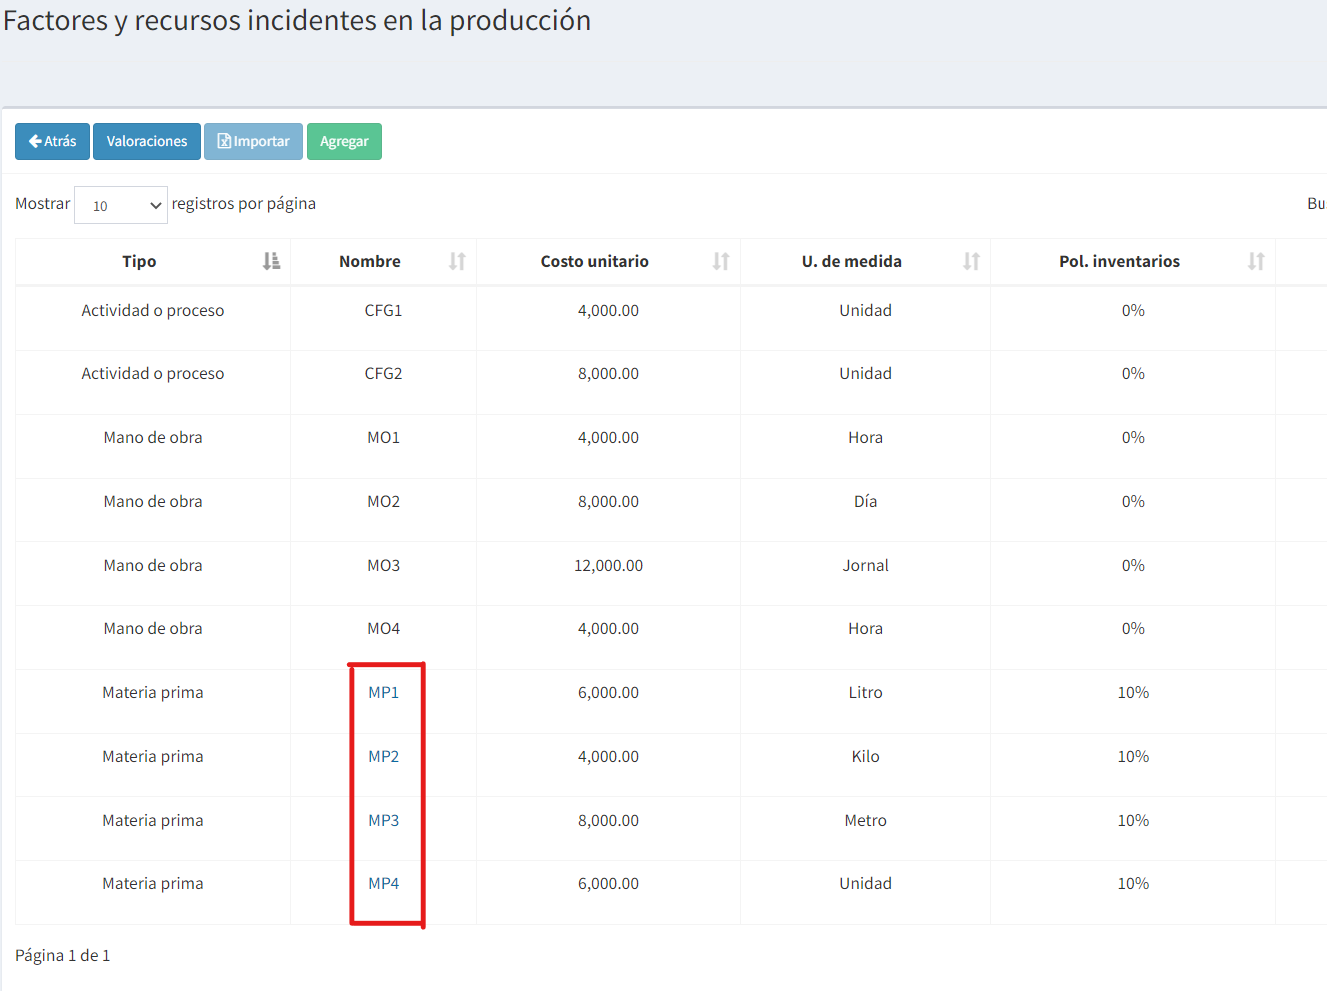 Factores y recursos incidentes en la producción
Atrás Valoraciones Importar Agregar
Mostrar 10 registros por página Bu
Tipo Nombre Costo unitario U. de medida Pol. inventarios
Actividad o proceso CFG1 4,000.00 Unidad 0%
Actividad o proceso CFG2 8,000.00 Unidad 0%
Mano de obra MO1 4,000.00 Hora 0%
Mano de obra MO2 8,000.00 Día 0%
Mano de obra MO3 12,000.00 Jornal 0%
Mano de obra MO4 4,000.00 Hora 0%
Materia prima MP1 6,000.00 Litro 10%
Materia prima MP2 4,000.00 Kilo 10%
Materia prima MP3 8,000.00 Metro 10%
Materia prima MP4 6,000.00 Unidad 10%
Página 1 de 1